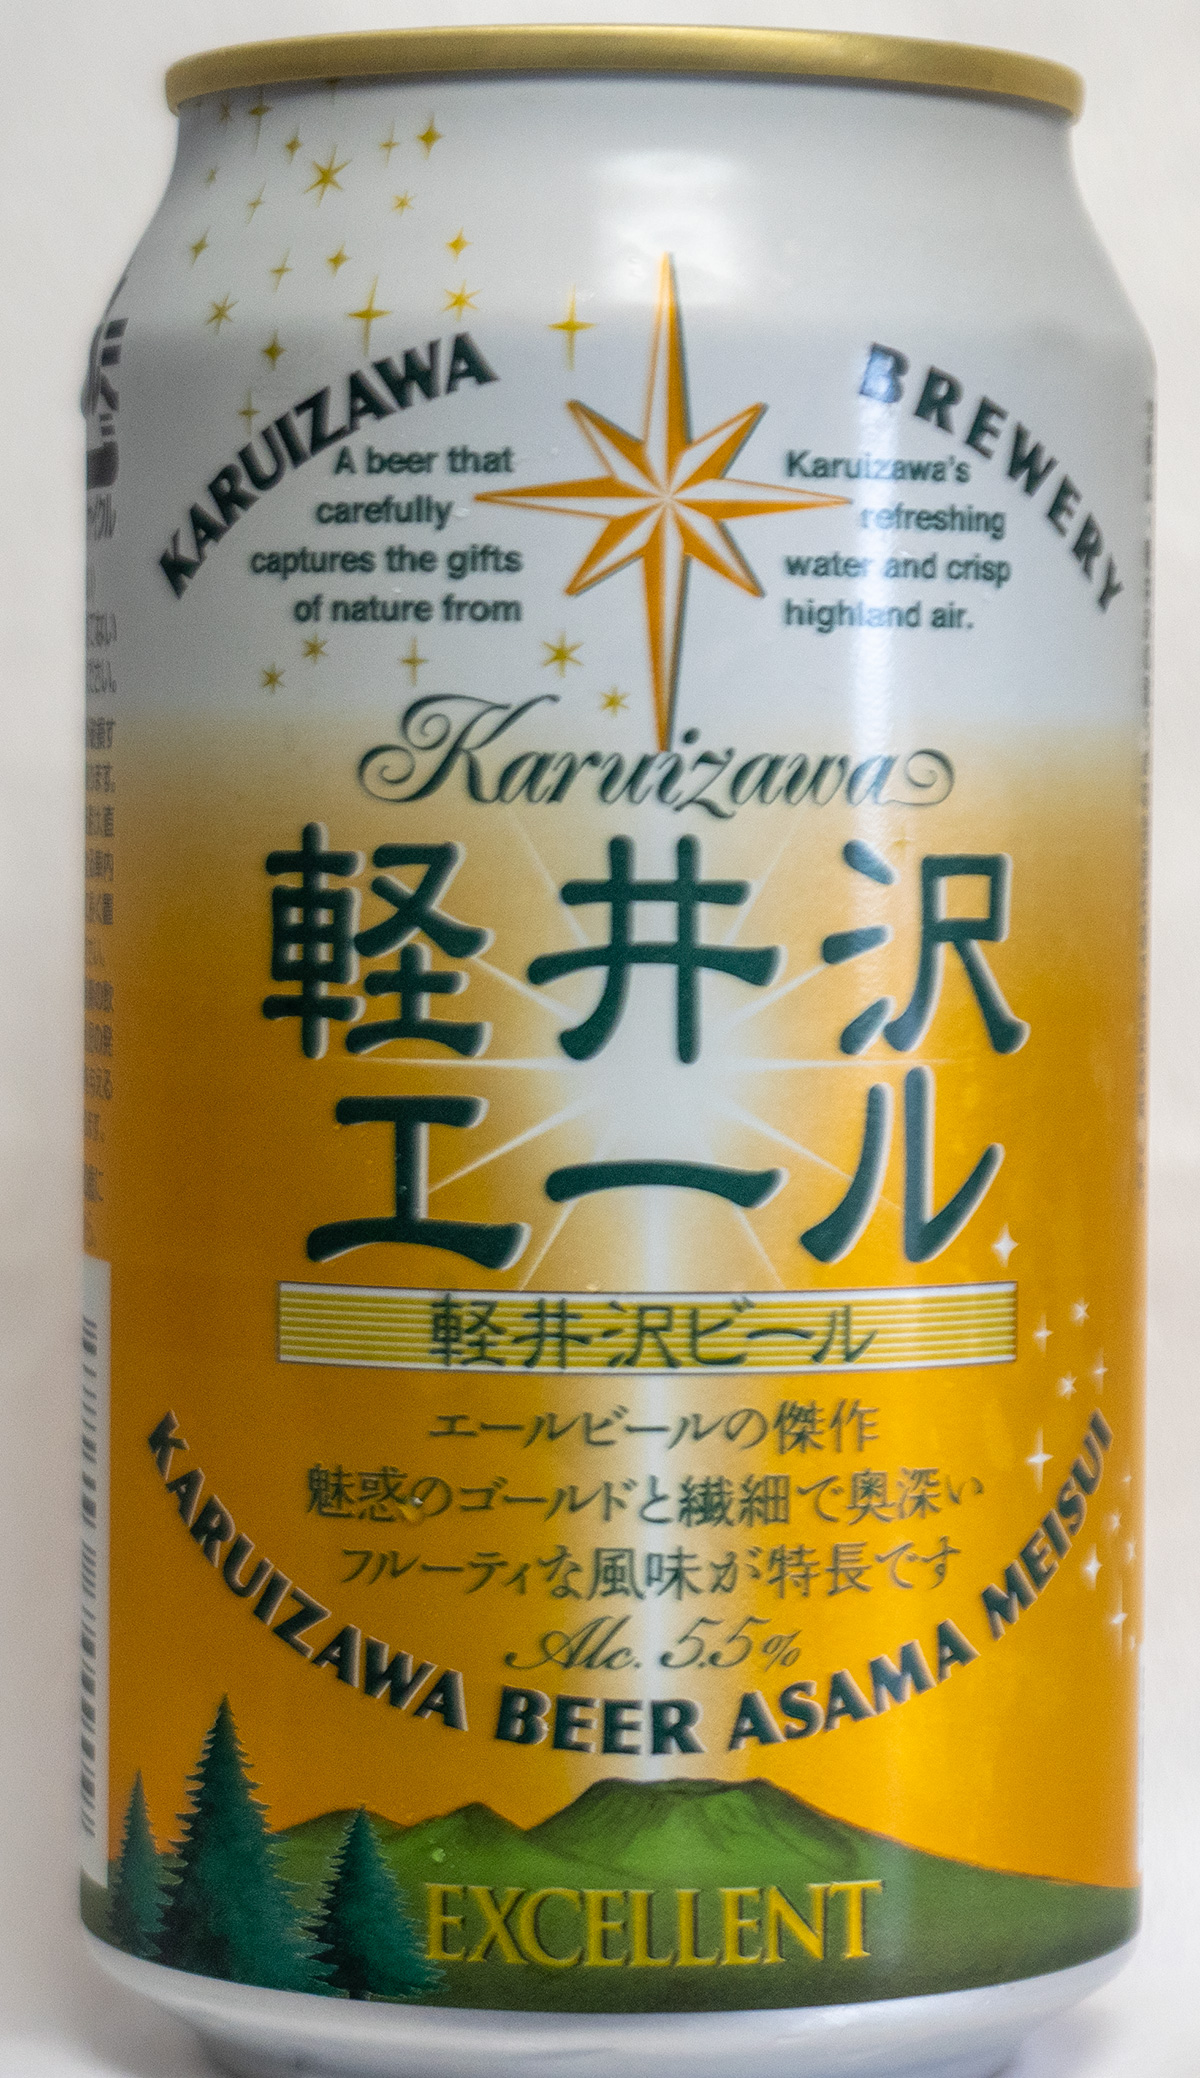 KARUIZAWA BREWERY
A beer that
carefully
captures the gifts
of nature from
Karuizawa's
refreshing
water and crisp
highland air.
Karuizawa
軽井沢
エール
軽井沢ビール
エールビールの傑作
魅惑のゴールドと繊細で奥深い
フルーティな風味が特長です
Alc. 5.5%
KARUIZAWA BEER ASAMA MEISUI
EXCELLENT